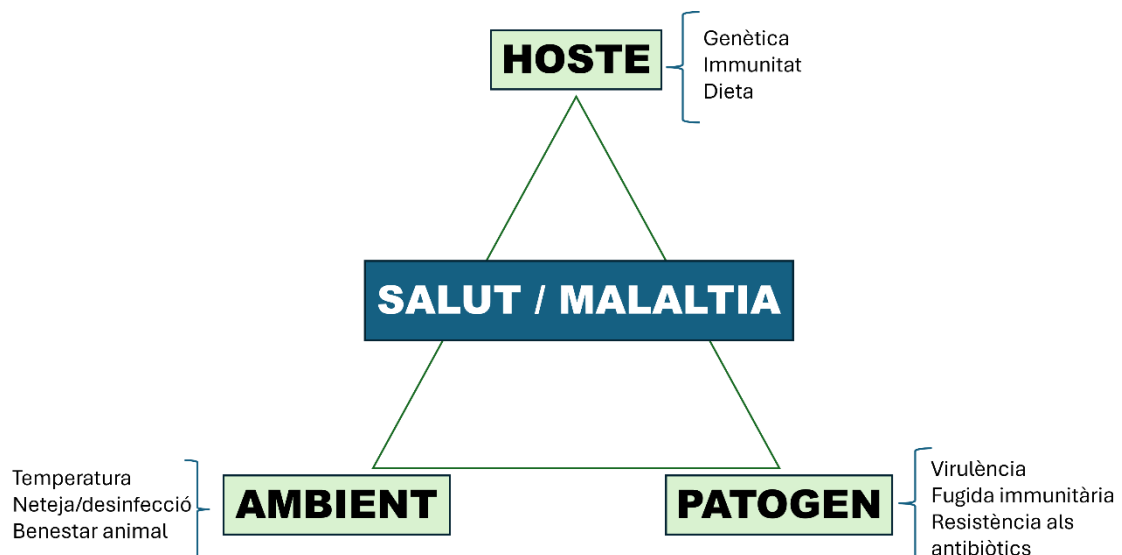 HOSTE
Genètica
Immunitat
Dieta
SALUT / MALALTIA
Temperatura
Neteja/desinfecció
Benestar animal
AMBIENT
PATOGEN
Virulència
Fugida immunitària
Resistència als
antibiòtics